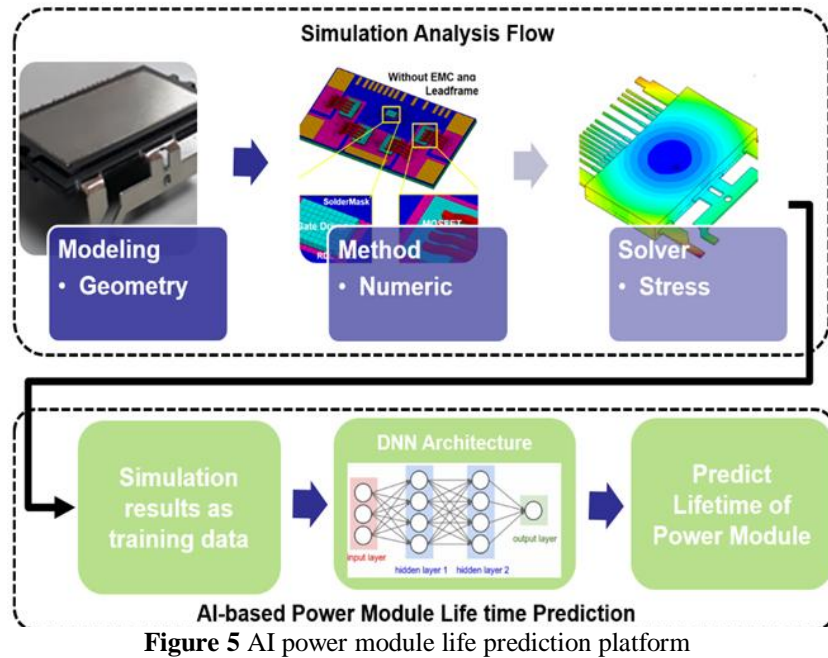 Simulation Analysis Flow
Without EMC and
Leadframe
SolderMask
Gate
MOSFET
Modeling
• Geometry
Method
• Numeric
Solver
• Stress
Simulation
results as
training data
DNN Architecture
input layer
hidden layer 1
hidden layer 2
output layer
Predict
Lifetime of
Power Module
AI-based Power Module Life time Prediction
Figure 5 AI power module life prediction platform